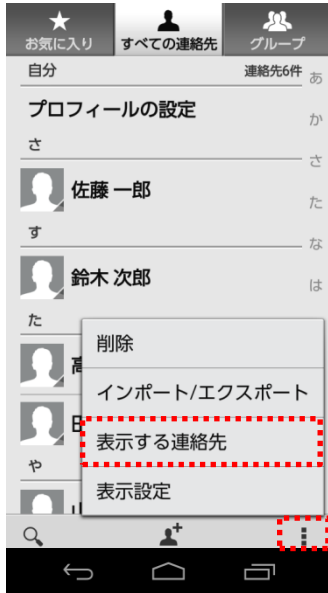 お気に入り すべての連絡先 グループ
自分 連絡先6件
あ
プロフィールの設定
か
さ
さ
佐藤 一郎
た
す
な
鈴木 次郎
は
た
削除
インポート/エクスポート
表示する連絡先
や
表示設定